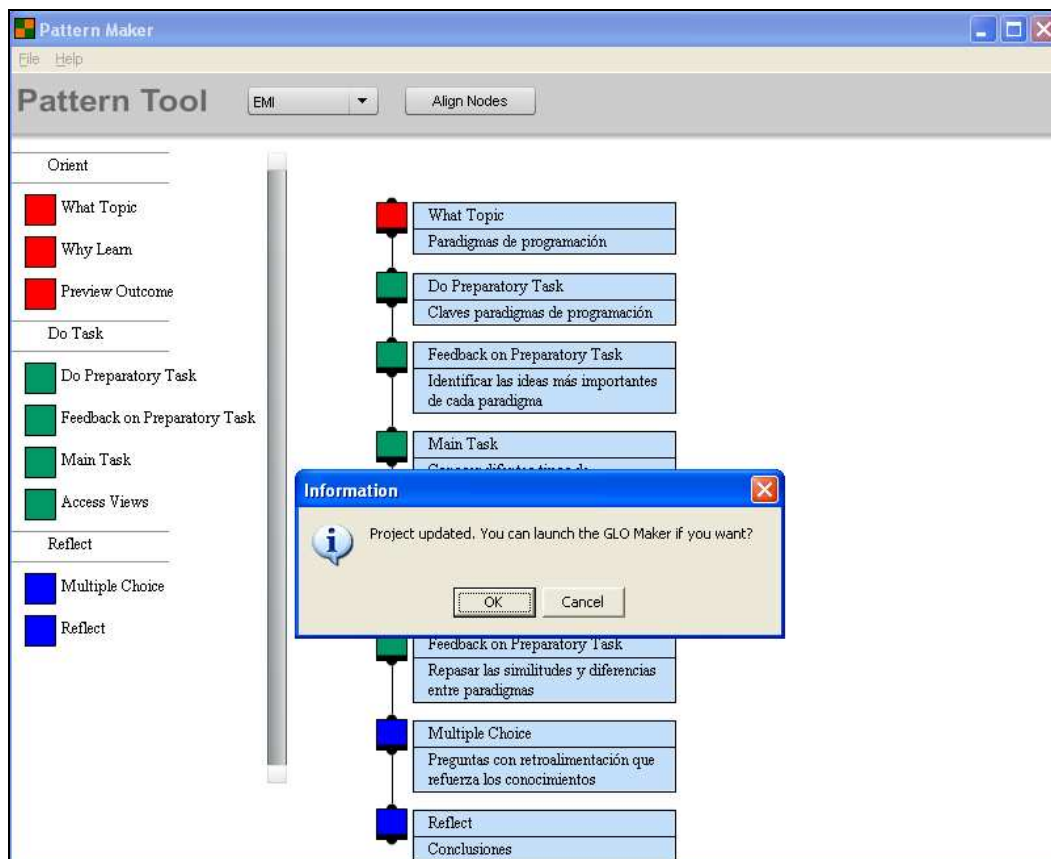 Pattern Maker
File Help
Pattern Tool
EMI
Align Nodes
Orient
What Topic
Why Learn
Preview Outcome
Do Task
Do Preparatory Task
Feedback on Preparatory Task
Main Task
Access Views
Reflect
Multiple Choice
Reflect
What Topic
Paradigmas de programación
Do Preparatory Task
Claves paradigmas de programación
Feedback on Preparatory Task
Identificar las ideas más importantes
de cada paradigma
Main Task
Information
Project updated. You can launch the GLO Maker if you want?
OK
Cancel
Feedback on Preparatory Task
Repasar las similitudes y diferencias
entre paradigmas
Multiple Choice
Preguntas con retroalimentación que
refuerza los conocimientos
Reflect
Conclusiones